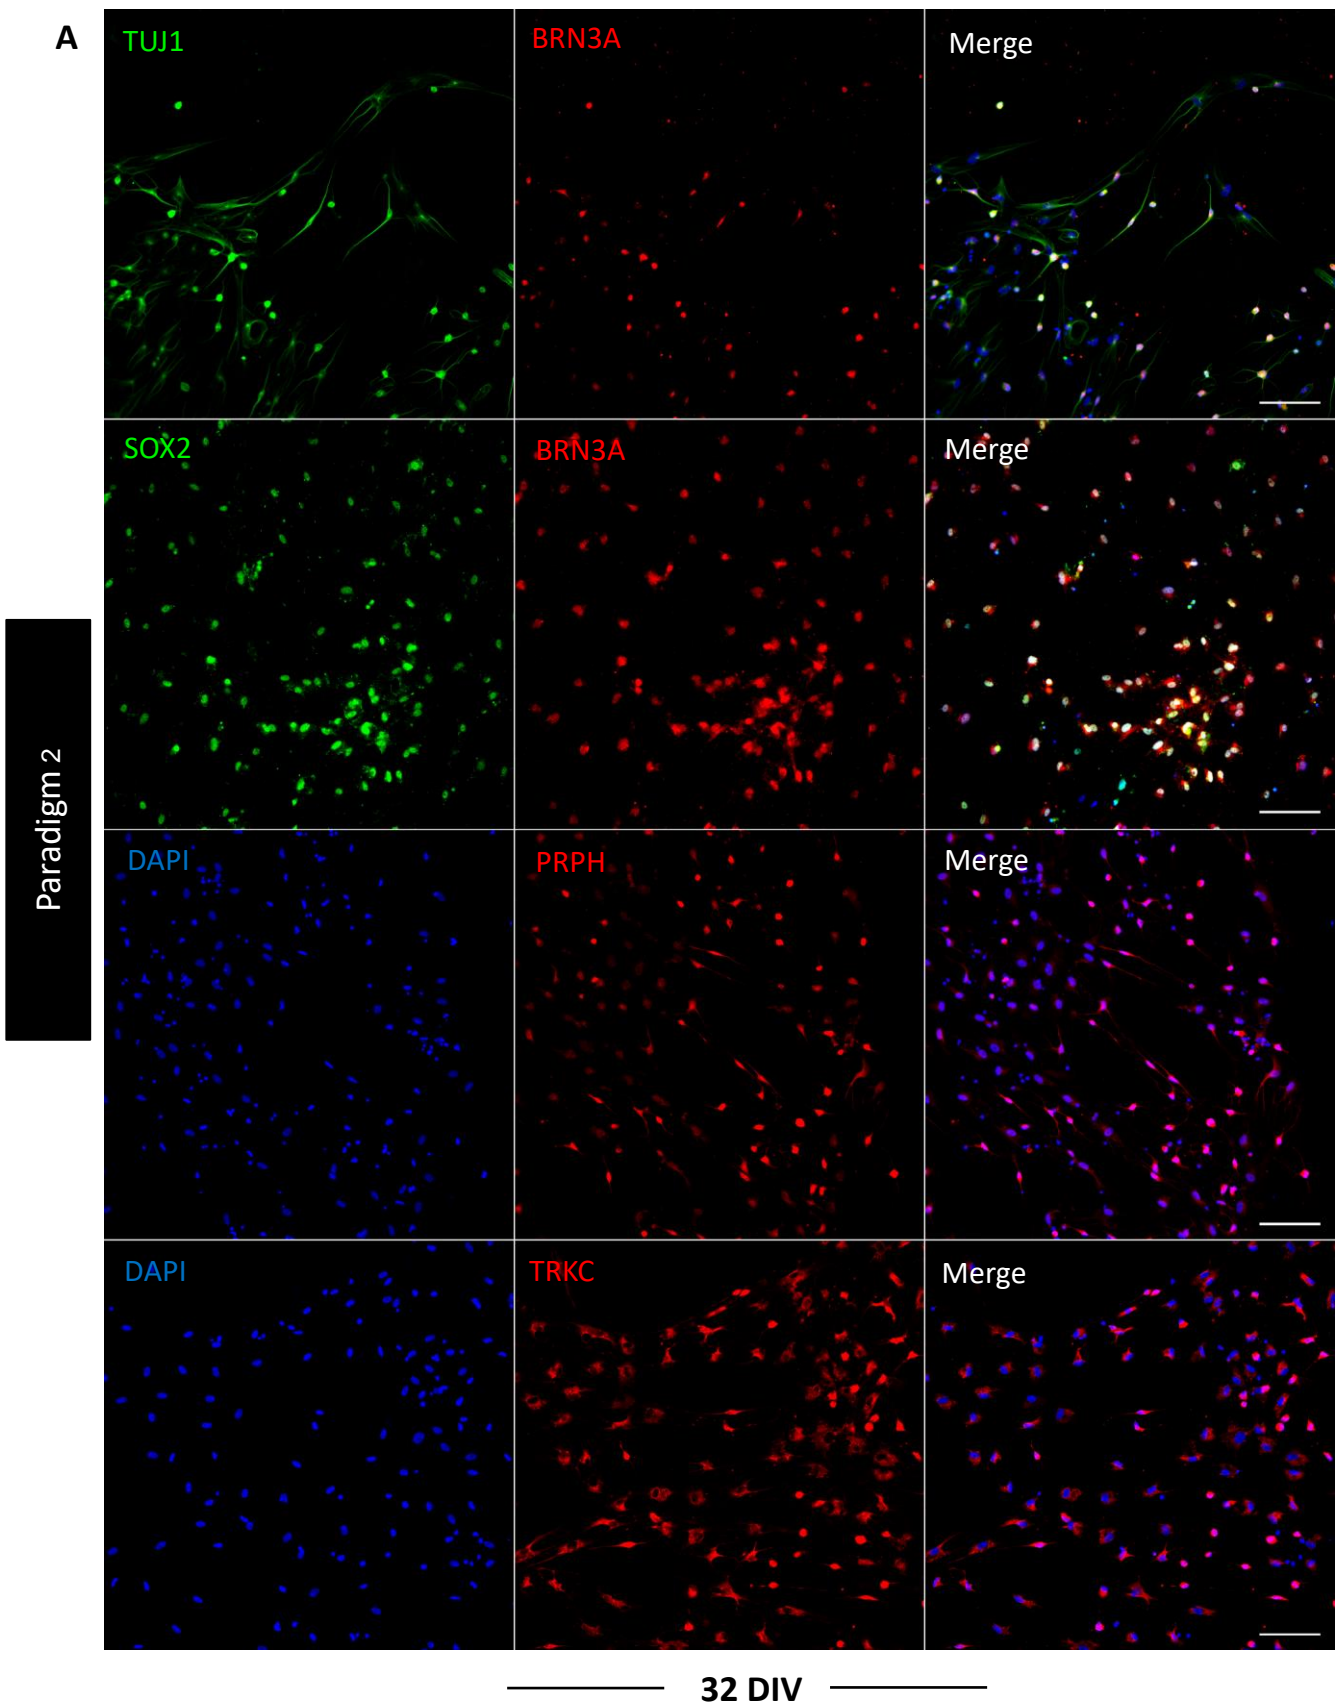 A
TUJ1
BRN3A
Merge
SOX2
BRN3A
Merge
Paradigm 2
DAPI
PRPH
Merge
DAPI
TRKC
Merge
32 DIV